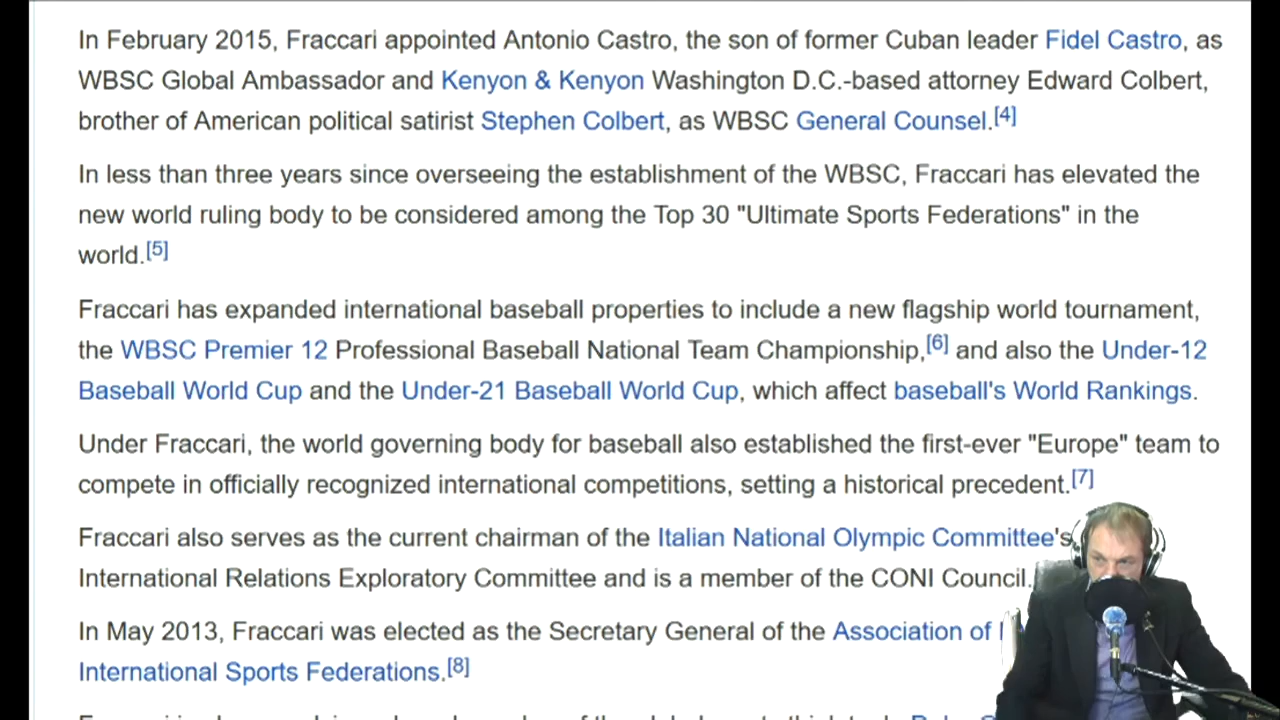 In February 2015, Fraccari appointed Antonio Castro, the son of former Cuban leader Fidel Castro, as
WBSC Global Ambassador and Kenyon & Kenyon Washington D.C.-based attorney Edward Colbert,
brother of American political satirist Stephen Colbert, as WBSC General Counsel.[4]
In less than three years since overseeing the establishment of the WBSC, Fraccari has elevated the
new world ruling body to be considered among the Top 30 "Ultimate Sports Federations" in the
world.[5]
Fraccari has expanded international baseball properties to include a new flagship world tournament,
the WBSC Premier 12 Professional Baseball National Team Championship,[6] and also the Under-12
Baseball World Cup and the Under-21 Baseball World Cup, which affect baseball's World Rankings.
Under Fraccari, the world governing body for baseball also established the first-ever "Europe" team to
compete in officially recognized international competitions, setting a historical precedent.[7]
Fraccari also serves as the current chairman of the Italian National Olympic Committee's
International Relations Exploratory Committee and is a member of the CONI Council.
In May 2013, Fraccari was elected as the Secretary General of the Association of
International Sports Federations.[8]